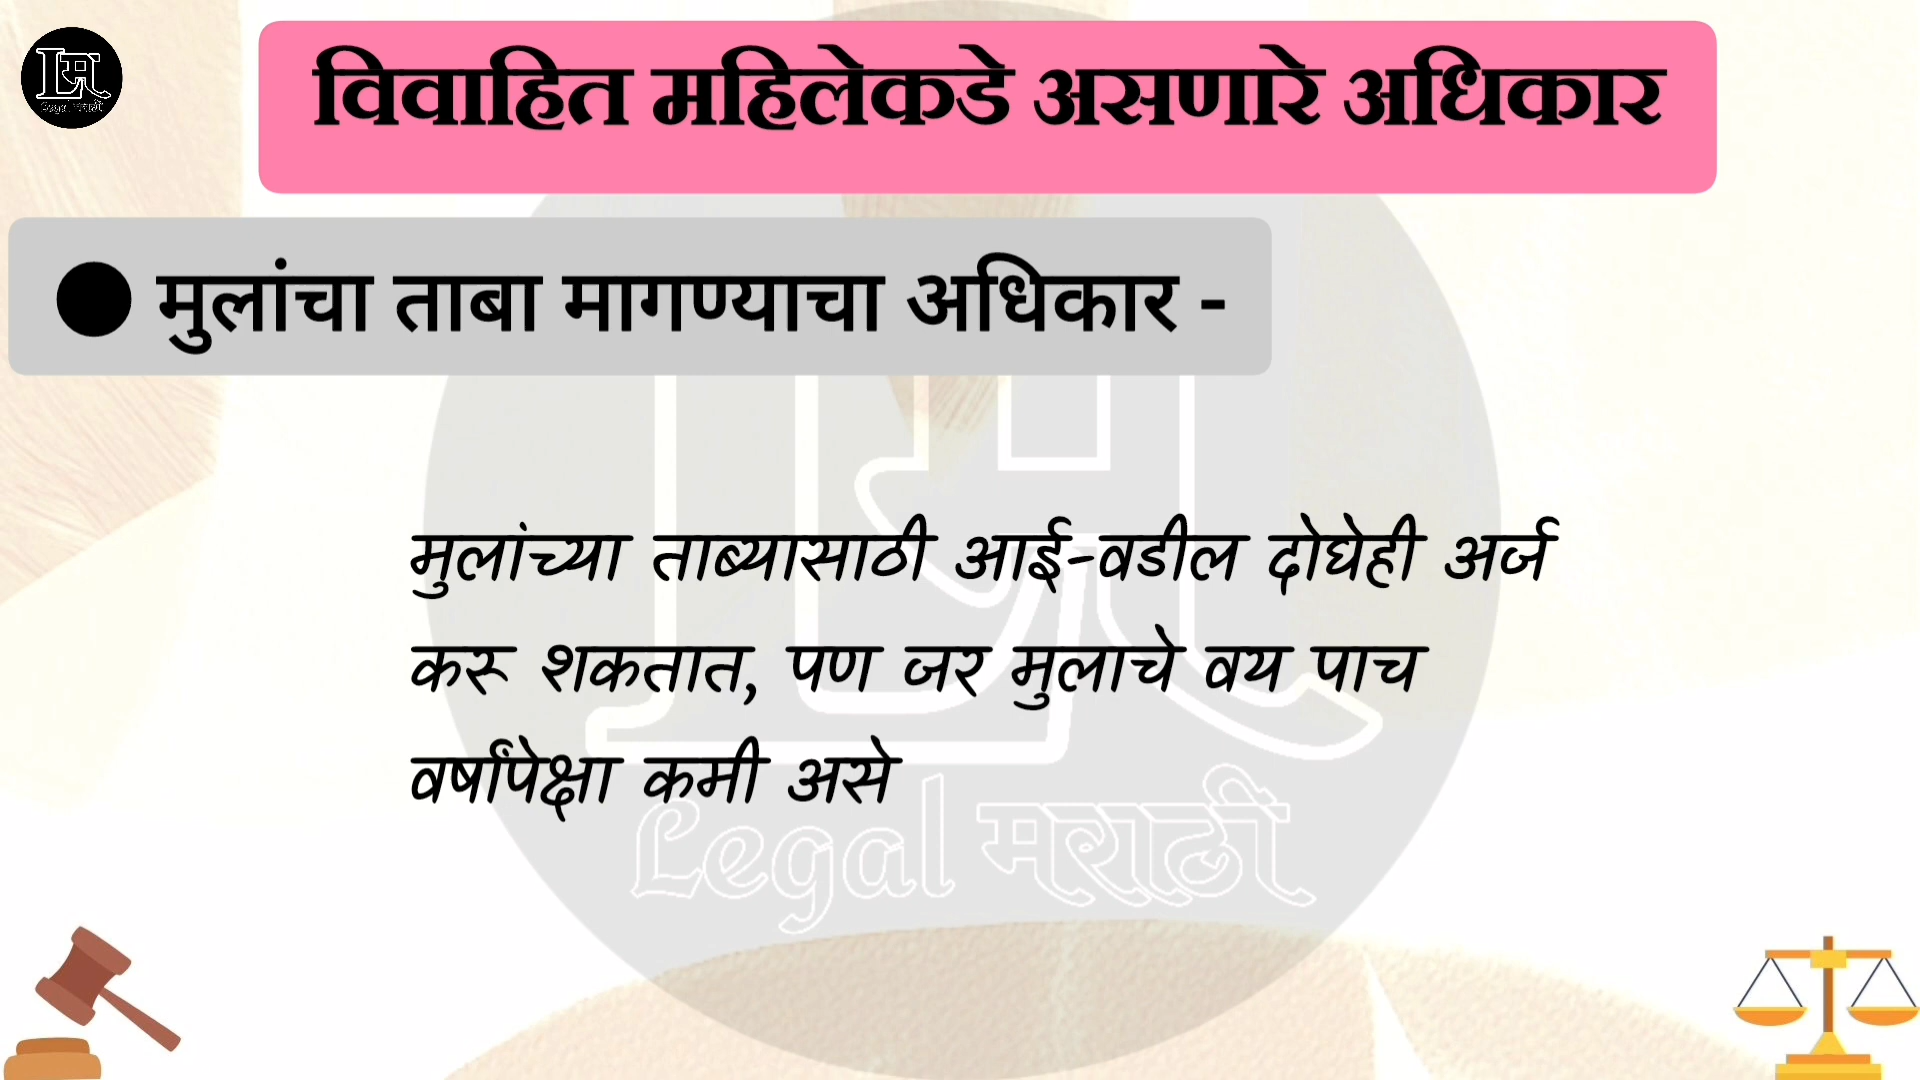 विवाहित महिलेकडे असणारे अधिकार
● मुलांचा ताबा मागण्याचा अधिकार -
मुलांच्या ताब्यासाठी आई-वडील दोघेही अर्ज
करू शकतात, पण जर मुलाचे वय पाच
वर्षांपेक्षा कमी असे
Legal मराठी